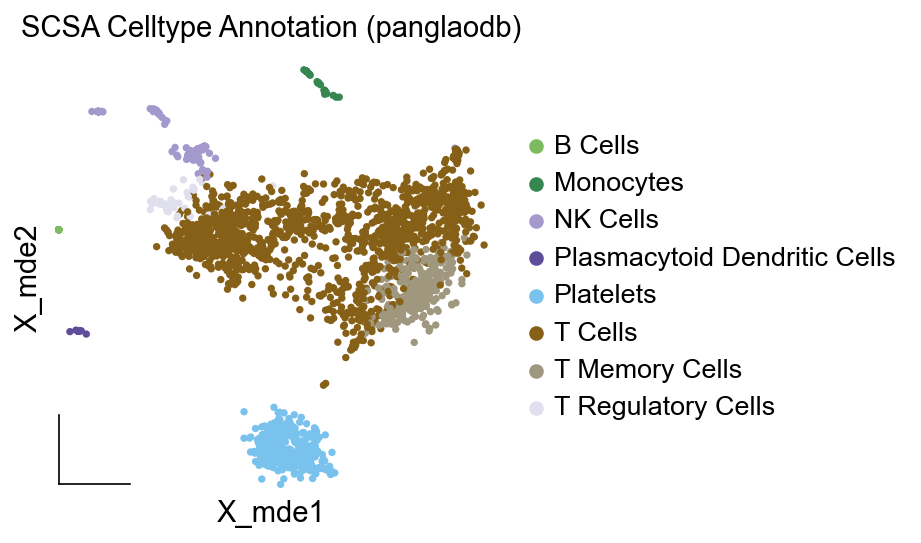 SCSA Celltype Annotation (panglaodb)
B Cells
Monocytes
NK Cells
Plasmacytoid Dendritic Cells
Platelets
T Cells
T Memory Cells
T Regulatory Cells
X_mde2
X_mde1